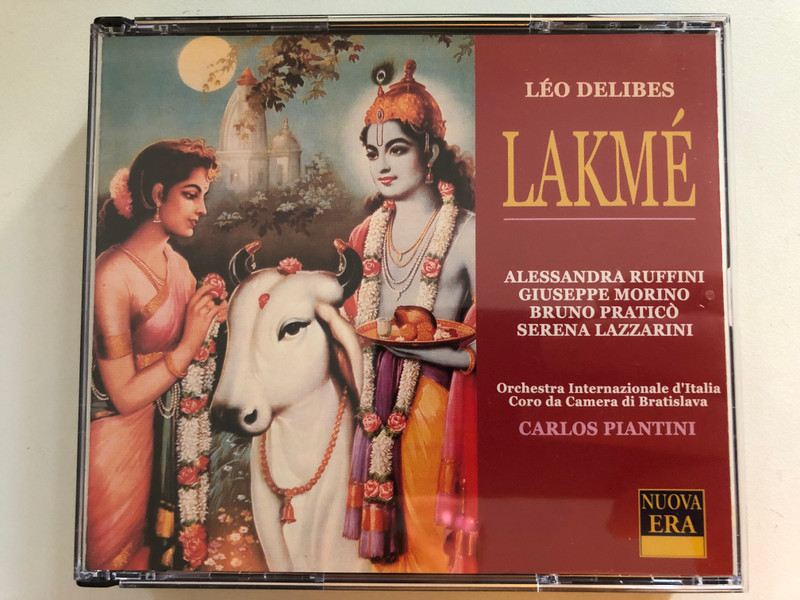 LÉO DELIBES
LAKMÉ
ALESSANDRA RUFFINI
GIUSEPPE MORINO
BRUNO PRATICÒ
SERENA LAZZARINI
Orchestra Internazionale d'Italia
Coro da Camera di Bratislava
CARLOS PIANTINI
NUOVA
ERA